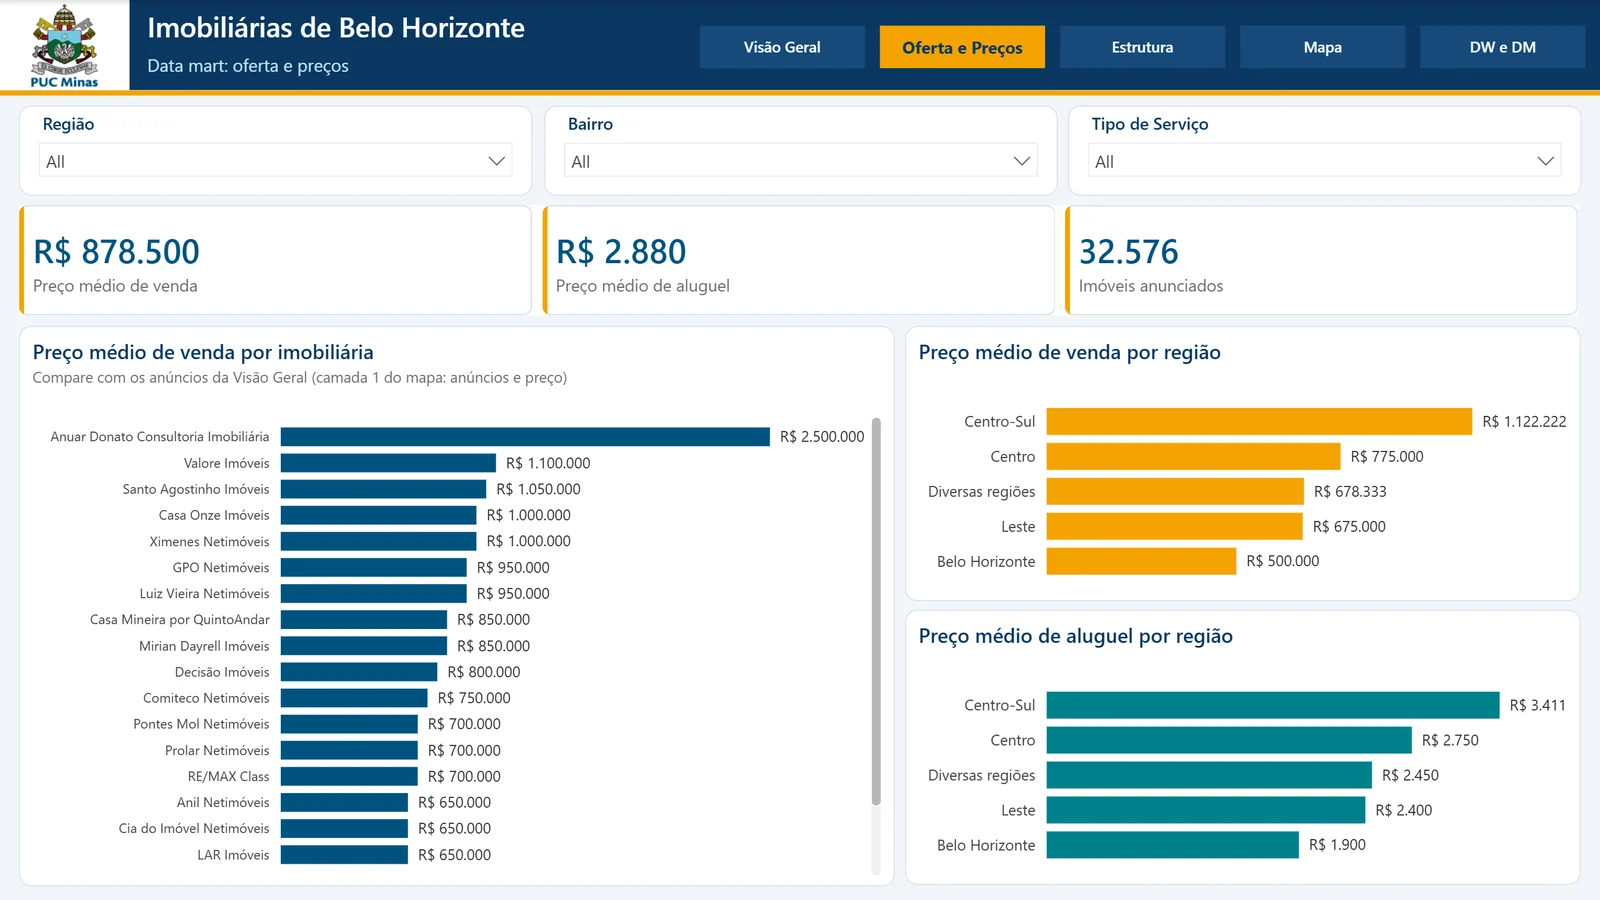 PUC Minas
Imobiliárias de Belo Horizonte
Data mart: oferta e preços
Visão Geral
Oferta e Preços
Estrutura
Mapa
DW e DM
Região
All
Bairro
All
Tipo de Serviço
All
R$ 878.500
Preço médio de venda
R$ 2.880
Preço médio de aluguel
32.576
Imóveis anunciados
Preço médio de venda por imobiliária
Compare com os anúncios da Visão Geral (camada 1 do mapa: anúncios e preço)
Anuar Donato Consultoria Imobiliária R$ 2.500.000
Valore Imóveis R$ 1.100.000
Santo Agostinho Imóveis R$ 1.050.000
Casa Onze Imóveis R$ 1.000.000
Ximenes Netimóveis R$ 1.000.000
GPO Netimóveis R$ 950.000
Luiz Vieira Netimóveis R$ 950.000
Casa Mineira por QuintoAndar R$ 850.000
Mirian Dayrell Imóveis R$ 850.000
Decisão Imóveis R$ 800.000
Comiteco Netimóveis R$ 750.000
Pontes Mol Netimóveis R$ 700.000
Prolar Netimóveis R$ 700.000
RE/MAX Class R$ 700.000
Anil Netimóveis R$ 650.000
Cia do Imóvel Netimóveis R$ 650.000
LAR Imóveis R$ 650.000
Preço médio de venda por região
Centro-Sul R$ 1.122.222
Centro R$ 775.000
Diversas regiões R$ 678.333
Leste R$ 675.000
Belo Horizonte R$ 500.000
Preço médio de aluguel por região
Centro-Sul R$ 3.411
Centro R$ 2.750
Diversas regiões R$ 2.450
Leste R$ 2.400
Belo Horizonte R$ 1.900